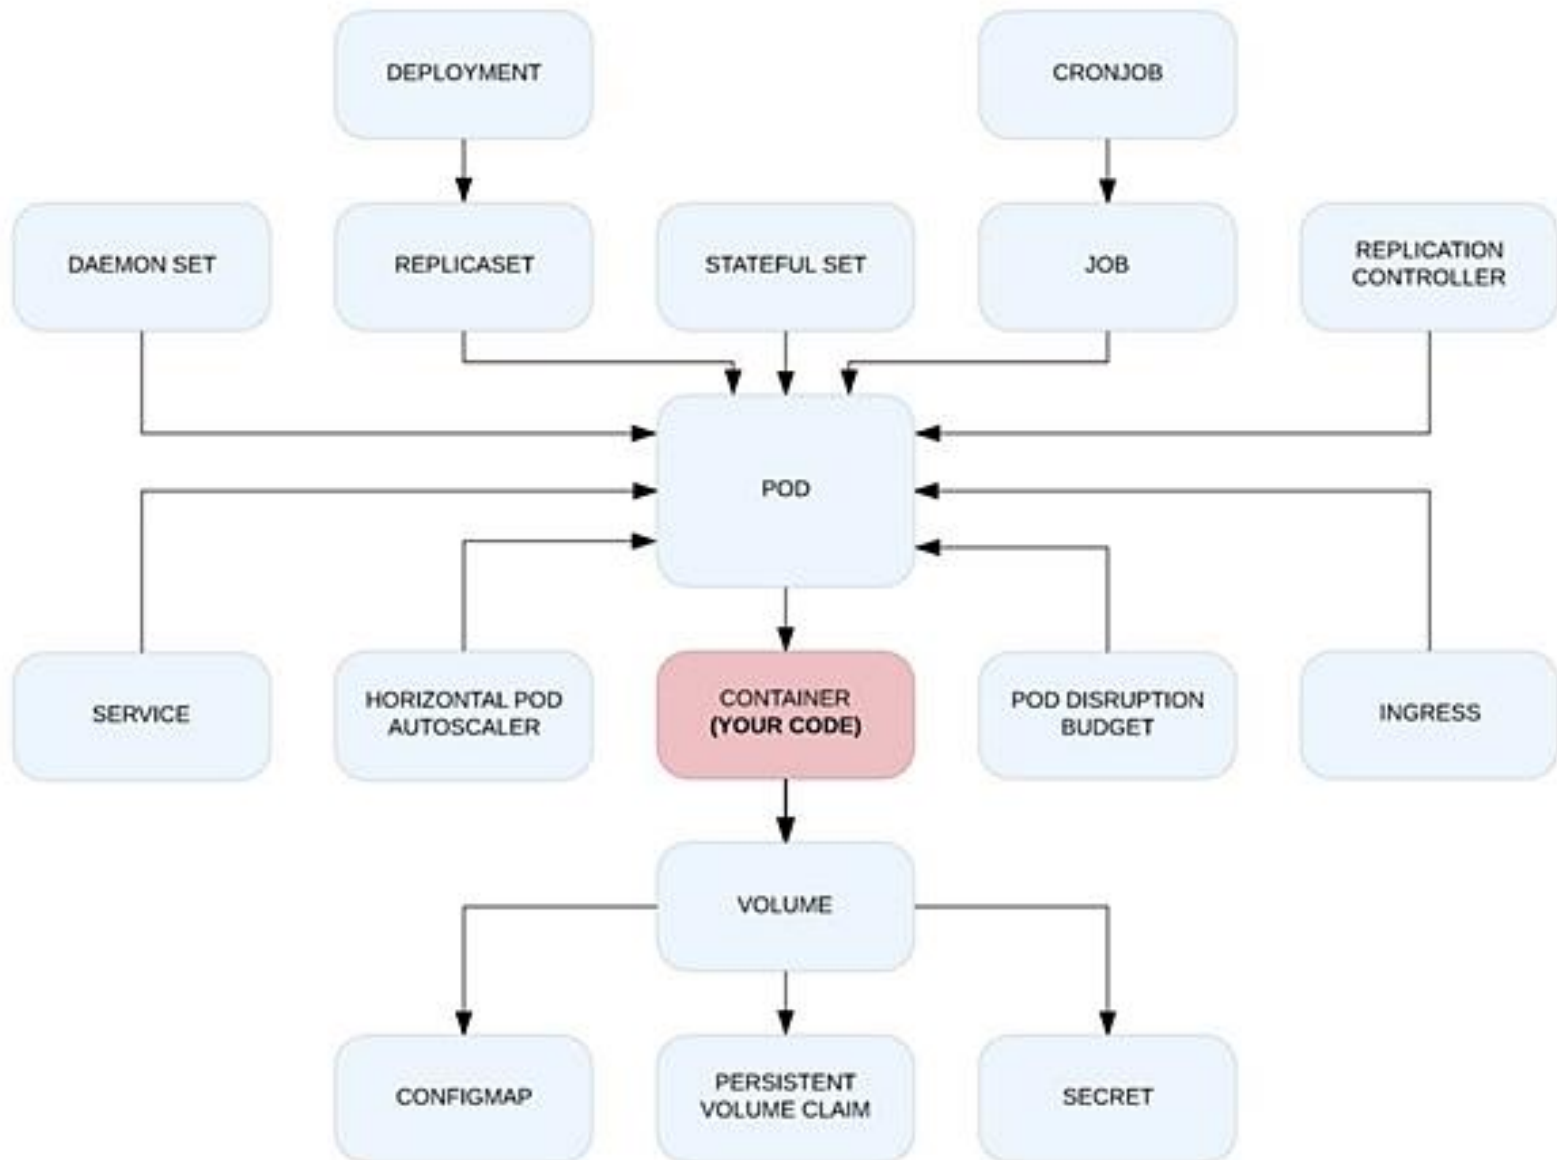 DEPLOYMENT
CRONJOB
DAEMON SET
REPLICASET
STATEFUL SET
JOB
REPLICATION
CONTROLLER
POD
SERVICE
HORIZONTAL POD
AUTOSCALER
CONTAINER
(YOUR CODE)
POD DISRUPTION
BUDGET
INGRESS
VOLUME
CONFIGMAP
PERSISTENT
VOLUME CLAIM
SECRET